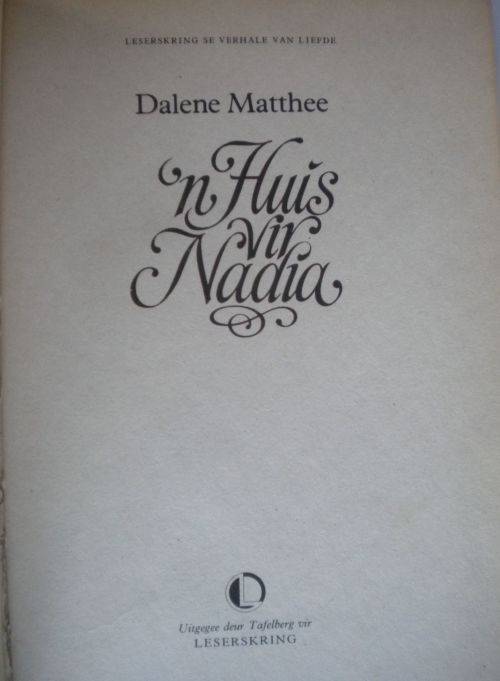 LESERSKRING SE VERHALE VAN LIEFDE
Dalene Matthee
'n Huis
vir
Nadia
Uitgegee deur Tafelberg vir
LESERSKRING